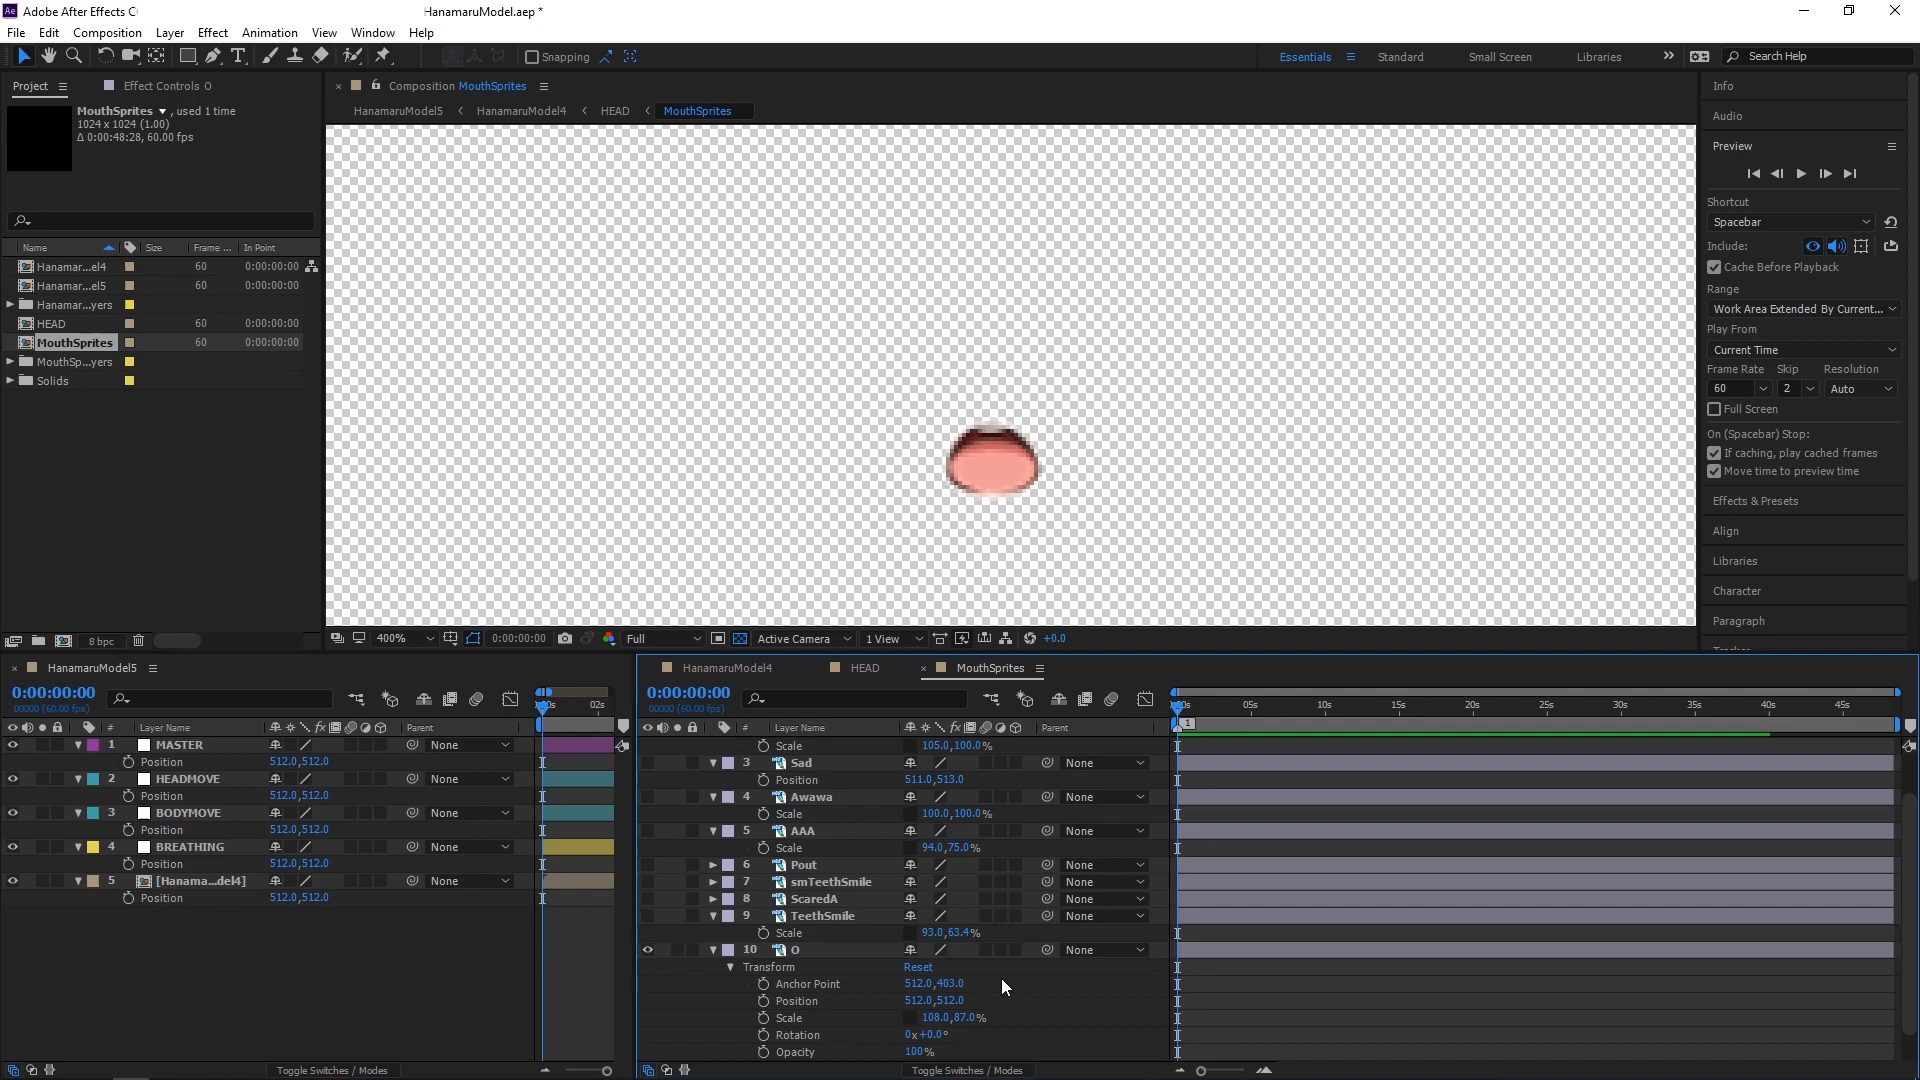 Ae Adobe After Effects C
HanamaruModel.aep *
File Edit Composition Layer Effect Animation View Window Help
Snapping
Essentials Standard Small Screen Libraries Search Help
Project Effect Controls O
Composition MouthSprites
HanamaruModel5 HanamaruModel4 HEAD MouthSprites
MouthSprites , used 1 time
1024 x 1024 (1.00)
Δ 0:00:48:28, 60.00 fps
Name Size Frame ... In Point
Hanamar...el4 60 0:00:00:00
Hanamar...el5 60 0:00:00:00
Hanamar...yers
HEAD 60 0:00:00:00
MouthSprites 60 0:00:00:00
MouthSp...yers
Solids
8 bpc
400% 0:00:00:00 Full Active Camera 1 View +0.0
Info
Audio
Preview
Shortcut
Spacebar
Include:
Cache Before Playback
Range
Work Area Extended By Current...
Play From
Current Time
Frame Rate Skip Resolution
60 2 Auto
Full Screen
On (Spacebar) Stop:
If caching, play cached frames
Move time to preview time
Effects & Presets
Align
Libraries
Character
Paragraph
HanamaruModel5
0:00:00:00
00000 (60.00 fps)
02s
# Layer Name fx Parent
1 MASTER None
Position 512.0,512.0
2 HEADMOVE None
Position 512.0,512.0
3 BODYMOVE None
Position 512.0,512.0
4 BREATHING None
Position 512.0,512.0
5 [Hanama...del4] None
Position 512.0,512.0
Toggle Switches / Modes
HanamaruModel4 HEAD MouthSprites
0:00:00:00
00000 (60.00 fps)
05s 10s 15s 20s 25s 30s 35s 40s 45s
# Layer Name fx Parent
1
Scale 105.0,100.0%
3 Sad None
Position 511.0,513.0
4 Awawa None
Scale 100.0,100.0%
5 AAA None
Scale 94.0,75.0%
6 Pout None
7 smTeethSmile None
8 ScaredA None
9 TeethSmile None
Scale 93.0,63.4%
10 O None
Transform Reset
Anchor Point 512.0,403.0
Position 512.0,512.0
Scale 108.0,87.0%
Rotation 0x+0.0°
Opacity 100%
Toggle Switches / Modes